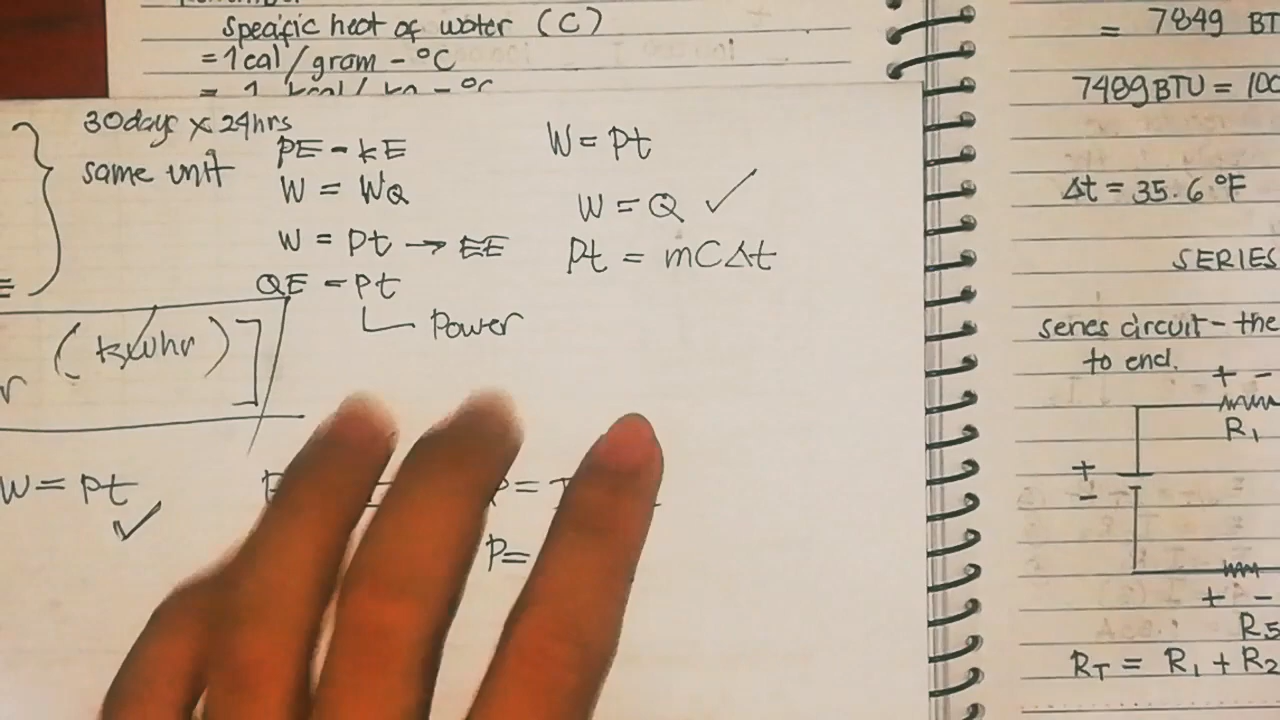 specific heat of water (C)
= 1 cal / gram - °C
30days x 24hrs
same unit
PE - KE
W = WQ
W = Pt → EE
QE = Pt
Power
(kwhr)
W = Pt
W = Pt
W = Q ✓
Pt = mCΔt
P=
P=
= 7849 BT
7489 BTU = 100
Δt = 35.6 °F
SERIES
series circuit - the
to end.
+ -
R1
+
-
+ -
R5
RT = R1 + R2